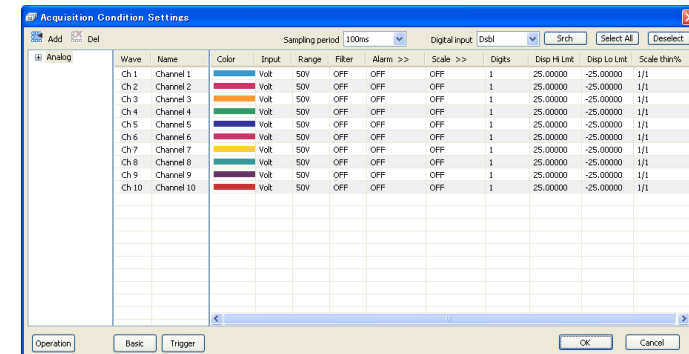 Acquisition Condition Settings
Add Del Sampling period 100ms Digital input Dsbl Srch Select All Deselect
Analog
Wave Name Color Input Range Filter Alarm >> Scale >> Digits Disp Hi Lmt Disp Lo Lmt Scale thin%
Ch 1 Channel 1 Volt 50V OFF OFF OFF 1 25.00000 -25.00000 1/1
Ch 2 Channel 2 Volt 50V OFF OFF OFF 1 25.00000 -25.00000 1/1
Ch 3 Channel 3 Volt 50V OFF OFF OFF 1 25.00000 -25.00000 1/1
Ch 4 Channel 4 Volt 50V OFF OFF OFF 1 25.00000 -25.00000 1/1
Ch 5 Channel 5 Volt 50V OFF OFF OFF 1 25.00000 -25.00000 1/1
Ch 6 Channel 6 Volt 50V OFF OFF OFF 1 25.00000 -25.00000 1/1
Ch 7 Channel 7 Volt 50V OFF OFF OFF 1 25.00000 -25.00000 1/1
Ch 8 Channel 8 Volt 50V OFF OFF OFF 1 25.00000 -25.00000 1/1
Ch 9 Channel 9 Volt 50V OFF OFF OFF 1 25.00000 -25.00000 1/1
Ch 10 Channel 10 Volt 50V OFF OFF OFF 1 25.00000 -25.00000 1/1
Operation Basic Trigger OK Cancel